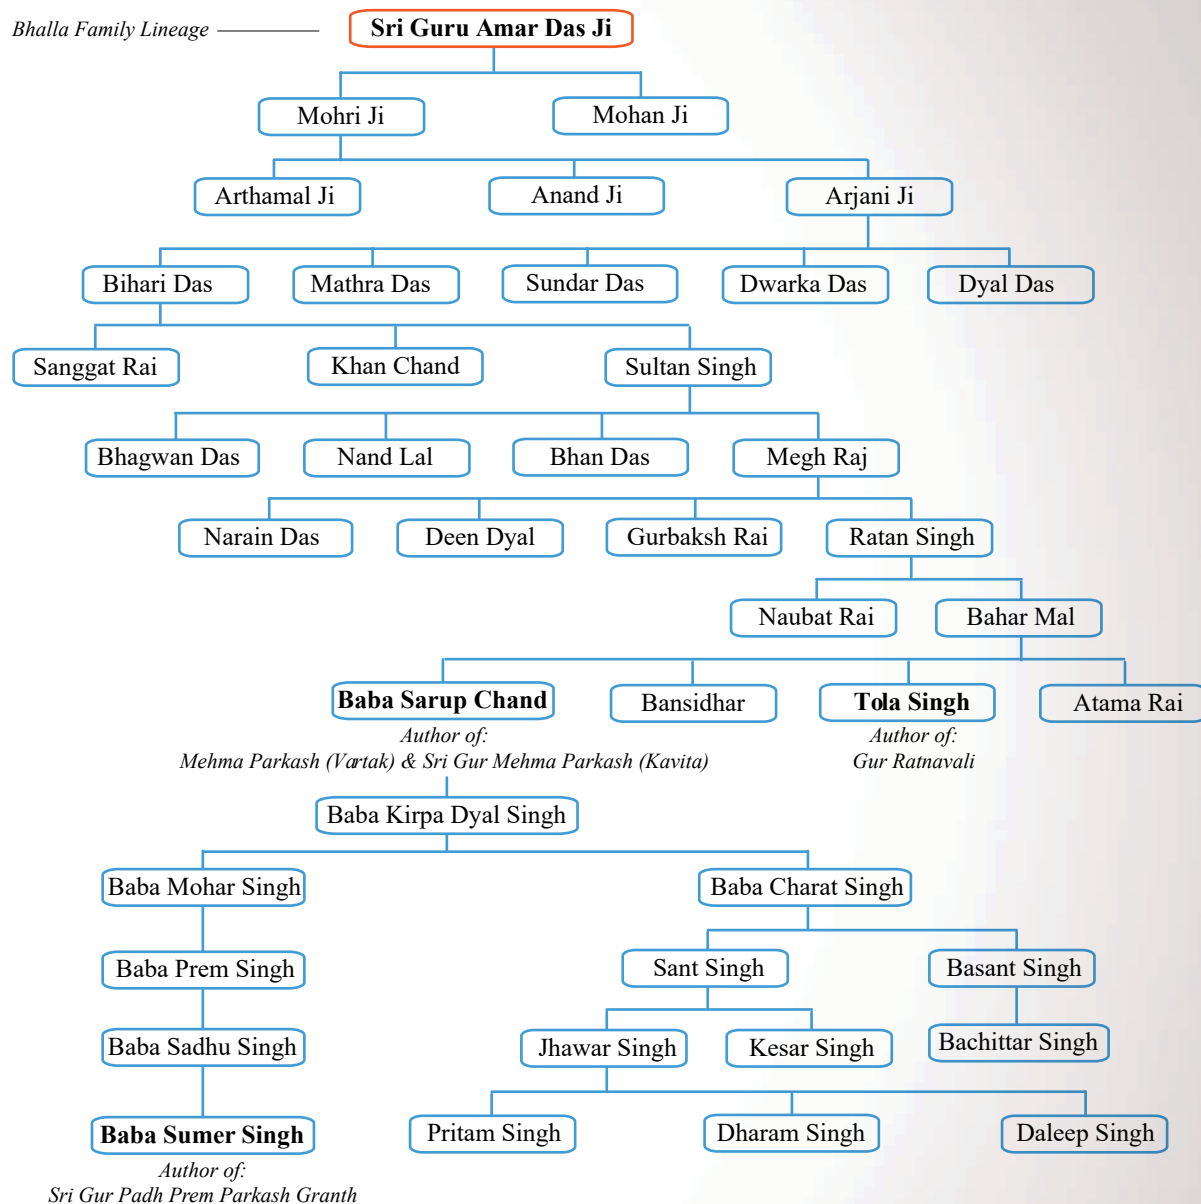 Bhalla Family Lineage
Sri Guru Amar Das Ji
Mohri Ji
Mohan Ji
Arthamal Ji
Anand Ji
Arjani Ji
Bihari Das
Mathra Das
Sundar Das
Dwarka Das
Dyal Das
Sanggat Rai
Khan Chand
Sultan Singh
Bhagwan Das
Nand Lal
Bhan Das
Megh Raj
Narain Das
Deen Dyal
Gurbaksh Rai
Ratan Singh
Naubat Rai
Bahar Mal
Baba Sarup Chand
Bansidhar
Tola Singh
Atama Rai
Author of:
Mehma Parkash (Vartak) & Sri Gur Mehma Parkash (Kavita)
Author of:
Gur Ratnavali
Baba Kirpa Dyal Singh
Baba Mohar Singh
Baba Charat Singh
Baba Prem Singh
Sant Singh
Basant Singh
Baba Sadhu Singh
Jhawar Singh
Kesar Singh
Bachittar Singh
Baba Sumer Singh
Pritam Singh
Dharam Singh
Daleep Singh
Author of:
Sri Gur Padh Prem Parkash Granth